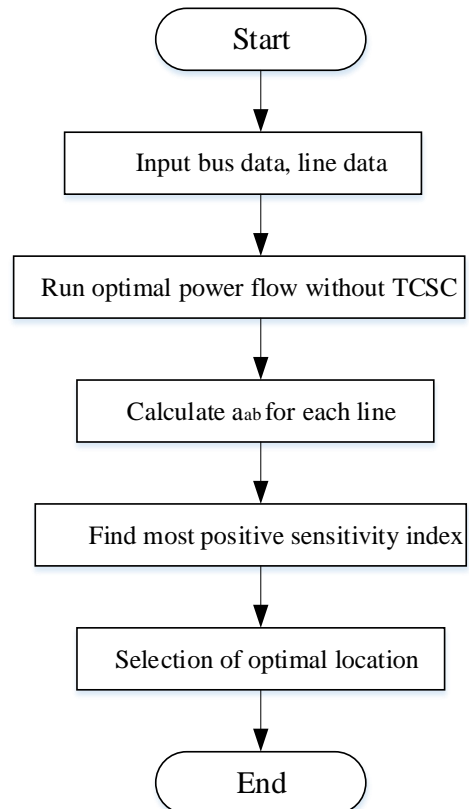 Start
Input bus data, line data
Run optimal power flow without TCSC
Calculate aab for each line
Find most positive sensitivity index
Selection of optimal location
End